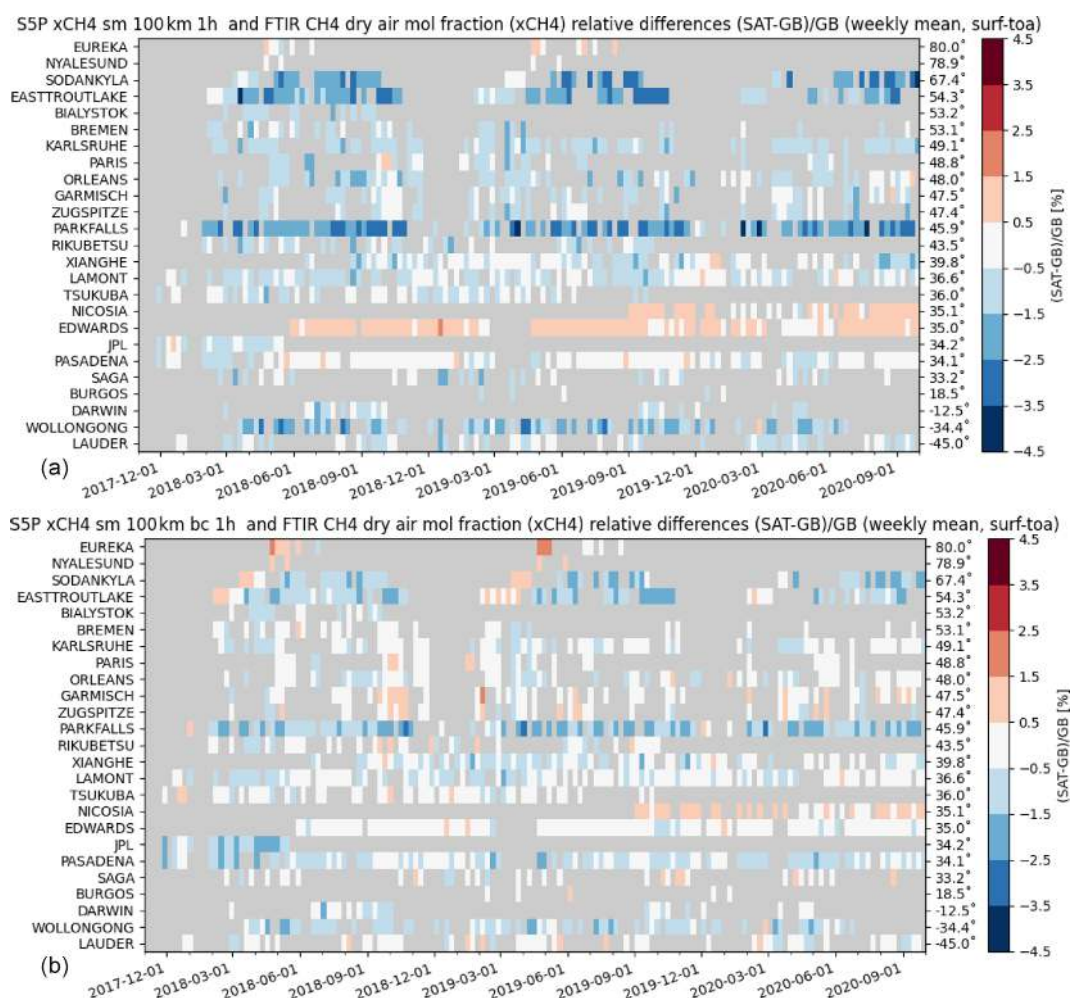 S5P xCH4 sm 100km 1h and FTIR CH4 dry air mol fraction (xCH4) relative differences (SAT-GB)/GB (weekly mean, surf-toa)
EUREKA 80.0°
NYALESUND 78.9°
SODANKYLA 67.4°
EASTTROUTLAKE 54.3°
BIALYSTOK 53.2°
BREMEN 53.1°
KARLSRUHE 49.1°
PARIS 48.8°
ORLEANS 48.0°
GARMISCH 47.5°
ZUGSPITZE 47.4°
PARKFALLS 45.9°
RIKUBETSU 43.5°
XIANGHE 39.8°
LAMONT 36.6°
TSUKUBA 36.0°
NICOSIA 35.1°
EDWARDS 35.0°
JPL 34.2°
PASADENA 34.1°
SAGA 33.2°
BURGOS 18.5°
DARWIN -12.5°
WOLLONGONG -34.4°
LAUDER -45.0°
4.5
3.5
2.5
1.5
0.5
−0.5
−1.5
−2.5
−3.5
−4.5
(SAT-GB)/GB [%]
2017-12-01 2018-03-01 2018-06-01 2018-09-01 2018-12-01 2019-03-01 2019-06-01 2019-09-01 2019-12-01 2020-03-01 2020-06-01 2020-09-01
(a)
S5P xCH4 sm 100km bc 1h and FTIR CH4 dry air mol fraction (xCH4) relative differences (SAT-GB)/GB (weekly mean, surf-toa)
EUREKA 80.0°
NYALESUND 78.9°
SODANKYLA 67.4°
EASTTROUTLAKE 54.3°
BIALYSTOK 53.2°
BREMEN 53.1°
KARLSRUHE 49.1°
PARIS 48.8°
ORLEANS 48.0°
GARMISCH 47.5°
ZUGSPITZE 47.4°
PARKFALLS 45.9°
RIKUBETSU 43.5°
XIANGHE 39.8°
LAMONT 36.6°
TSUKUBA 36.0°
NICOSIA 35.1°
EDWARDS 35.0°
JPL 34.2°
PASADENA 34.1°
SAGA 33.2°
BURGOS 18.5°
DARWIN -12.5°
WOLLONGONG -34.4°
LAUDER -45.0°
4.5
3.5
2.5
1.5
0.5
−0.5
−1.5
−2.5
−3.5
−4.5
(SAT-GB)/GB [%]
2017-12-01 2018-03-01 2018-06-01 2018-09-01 2018-12-01 2019-03-01 2019-06-01 2019-09-01 2019-12-01 2020-03-01 2020-06-01 2020-09-01
(b)